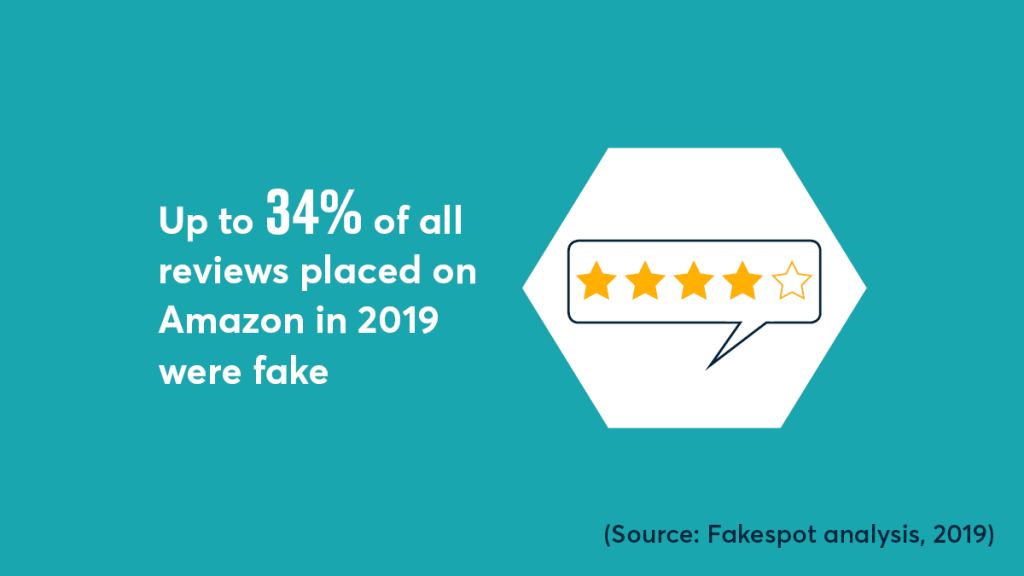 Up to 34% of all
reviews placed on
Amazon in 2019
were fake
(Source: Fakespot analysis, 2019)